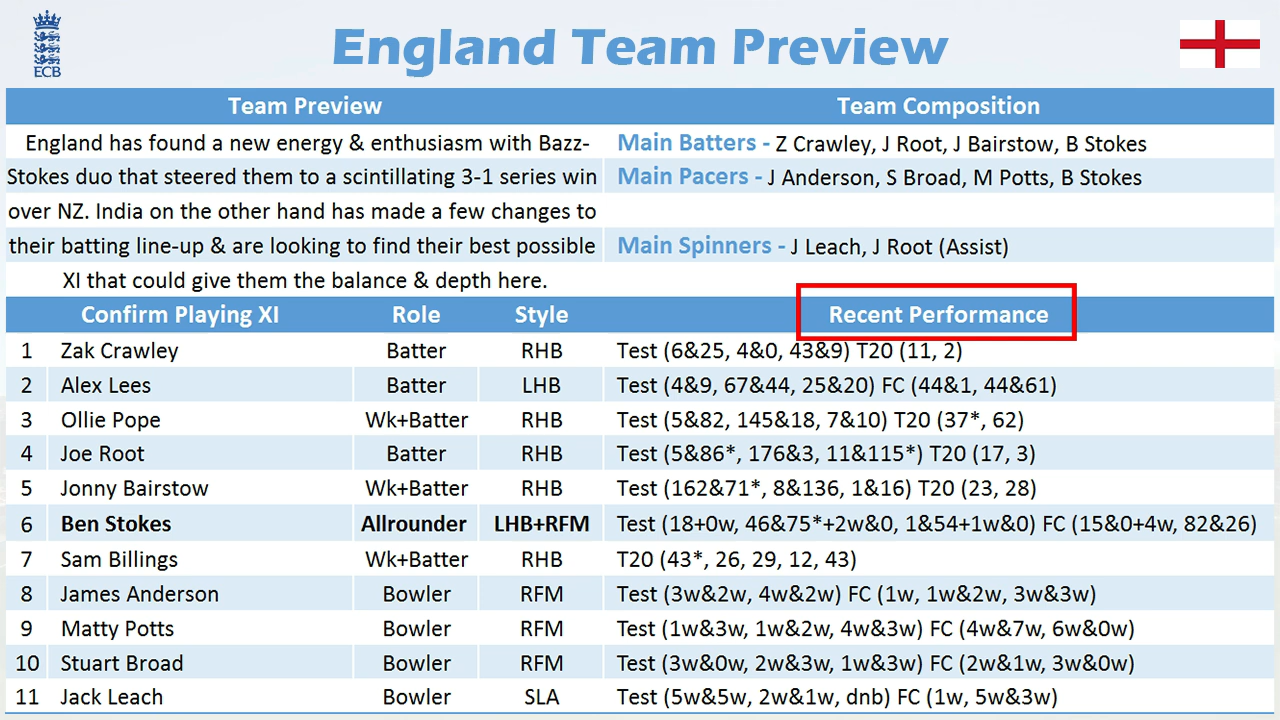 ECB
England Team Preview
Team Preview Team Composition
England has found a new energy & enthusiasm with Bazz- Main Batters - Z Crawley, J Root, J Bairstow, B Stokes
Stokes duo that steered them to a scintillating 3-1 series win Main Pacers - J Anderson, S Broad, M Potts, B Stokes
over NZ. India on the other hand has made a few changes to
their batting line-up & are looking to find their best possible Main Spinners - J Leach, J Root (Assist)
XI that could give them the balance & depth here.
Confirm Playing XI Role Style Recent Performance
1 Zak Crawley Batter RHB Test (6&25, 4&0, 43&9) T20 (11, 2)
2 Alex Lees Batter LHB Test (4&9, 67&44, 25&20) FC (44&1, 44&61)
3 Ollie Pope Wk+Batter RHB Test (5&82, 145&18, 7&10) T20 (37*, 62)
4 Joe Root Batter RHB Test (5&86*, 176&3, 11&115*) T20 (17, 3)
5 Jonny Bairstow Wk+Batter RHB Test (162&71*, 8&136, 1&16) T20 (23, 28)
6 Ben Stokes Allrounder LHB+RFM Test (18+0w, 46&75*+2w&0, 1&54+1w&0) FC (15&0+4w, 82&26)
7 Sam Billings Wk+Batter RHB T20 (43*, 26, 29, 12, 43)
8 James Anderson Bowler RFM Test (3w&2w, 4w&2w) FC (1w, 1w&2w, 3w&3w)
9 Matty Potts Bowler RFM Test (1w&3w, 1w&2w, 4w&3w) FC (4w&7w, 6w&0w)
10 Stuart Broad Bowler RFM Test (3w&0w, 2w&3w, 1w&3w) FC (2w&1w, 3w&0w)
11 Jack Leach Bowler SLA Test (5w&5w, 2w&1w, dnb) FC (1w, 5w&3w)